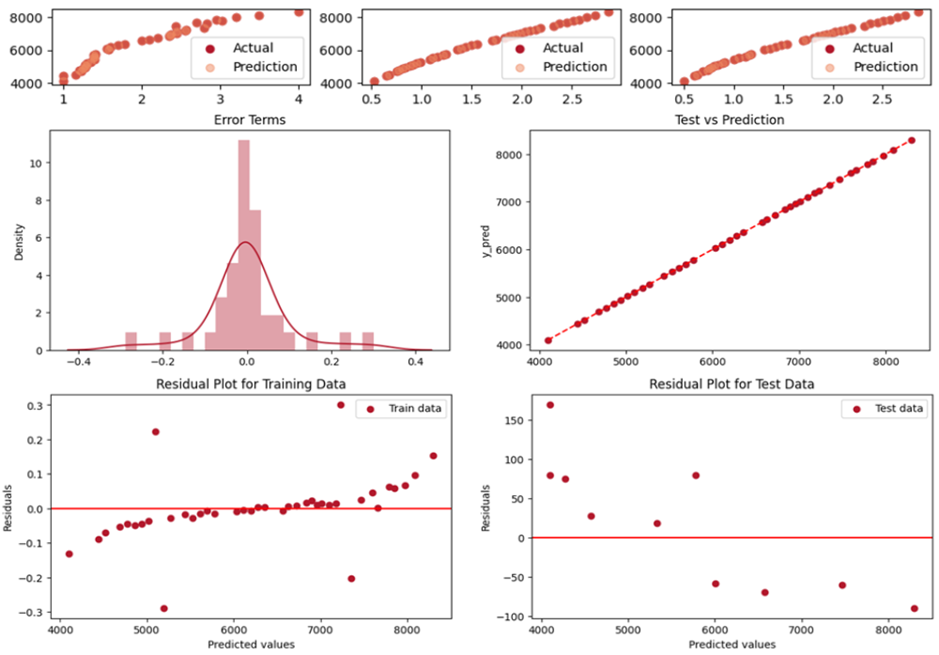 8000
6000
4000
Actual
Prediction
1 2 3 4
8000
6000
4000
Actual
Prediction
0.5 1.0 1.5 2.0 2.5
8000
6000
4000
Actual
Prediction
0.5 1.0 1.5 2.0 2.5
Error Terms
Density
10
8
6
4
2
0
−0.4 −0.2 0.0 0.2 0.4
Test vs Prediction
y_pred
8000
7000
6000
5000
4000
4000 5000 6000 7000 8000
Residual Plot for Training Data
Train data
Residuals
0.3
0.2
0.1
0.0
−0.1
−0.2
−0.3
4000 5000 6000 7000 8000
Predicted values
Residual Plot for Test Data
Test data
Residuals
150
100
50
0
−50
−100
4000 5000 6000 7000 8000
Predicted values